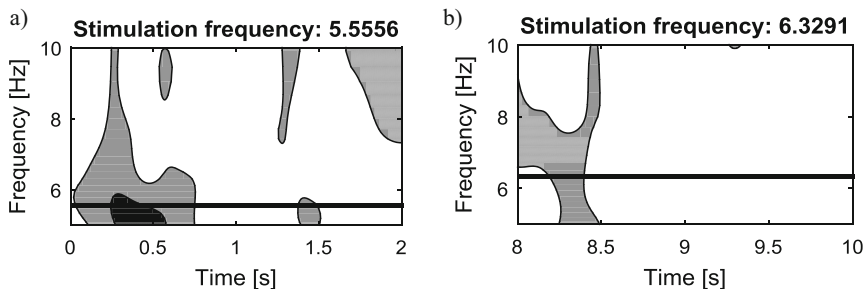 a)
Stimulation frequency: 5.5556
Frequency [Hz]
10
8
6
0 0.5 1 1.5 2
Time [s]
b)
Stimulation frequency: 6.3291
Frequency [Hz]
10
8
6
8 8.5 9 9.5 10
Time [s]